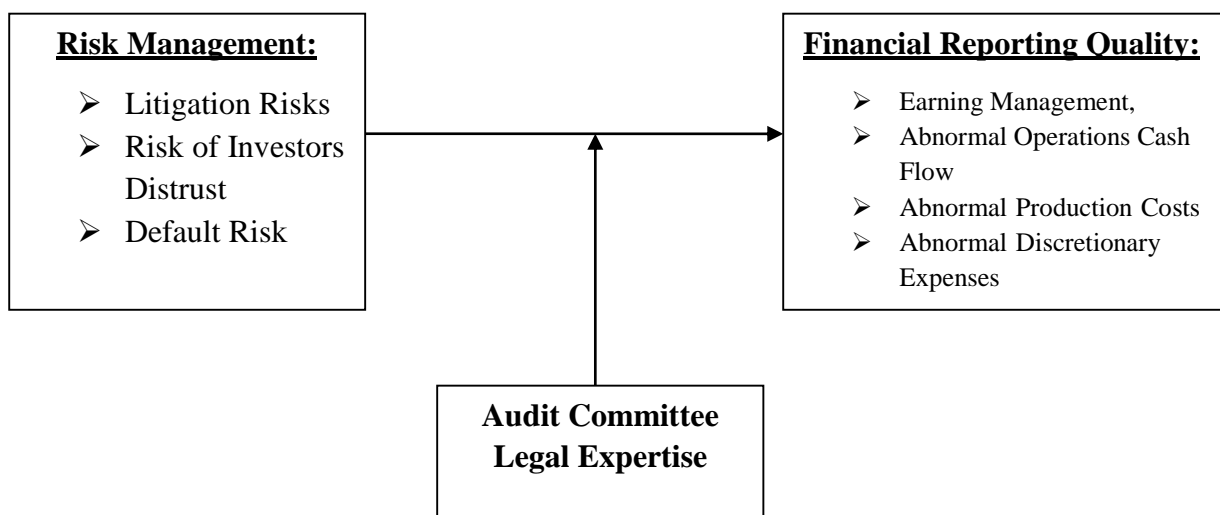 Risk Management:
➢ Litigation Risks
➢ Risk of Investors
Distrust
➢ Default Risk
Financial Reporting Quality:
➢ Earning Management,
➢ Abnormal Operations Cash
Flow
➢ Abnormal Production Costs
➢ Abnormal Discretionary
Expenses
Audit Committee
Legal Expertise